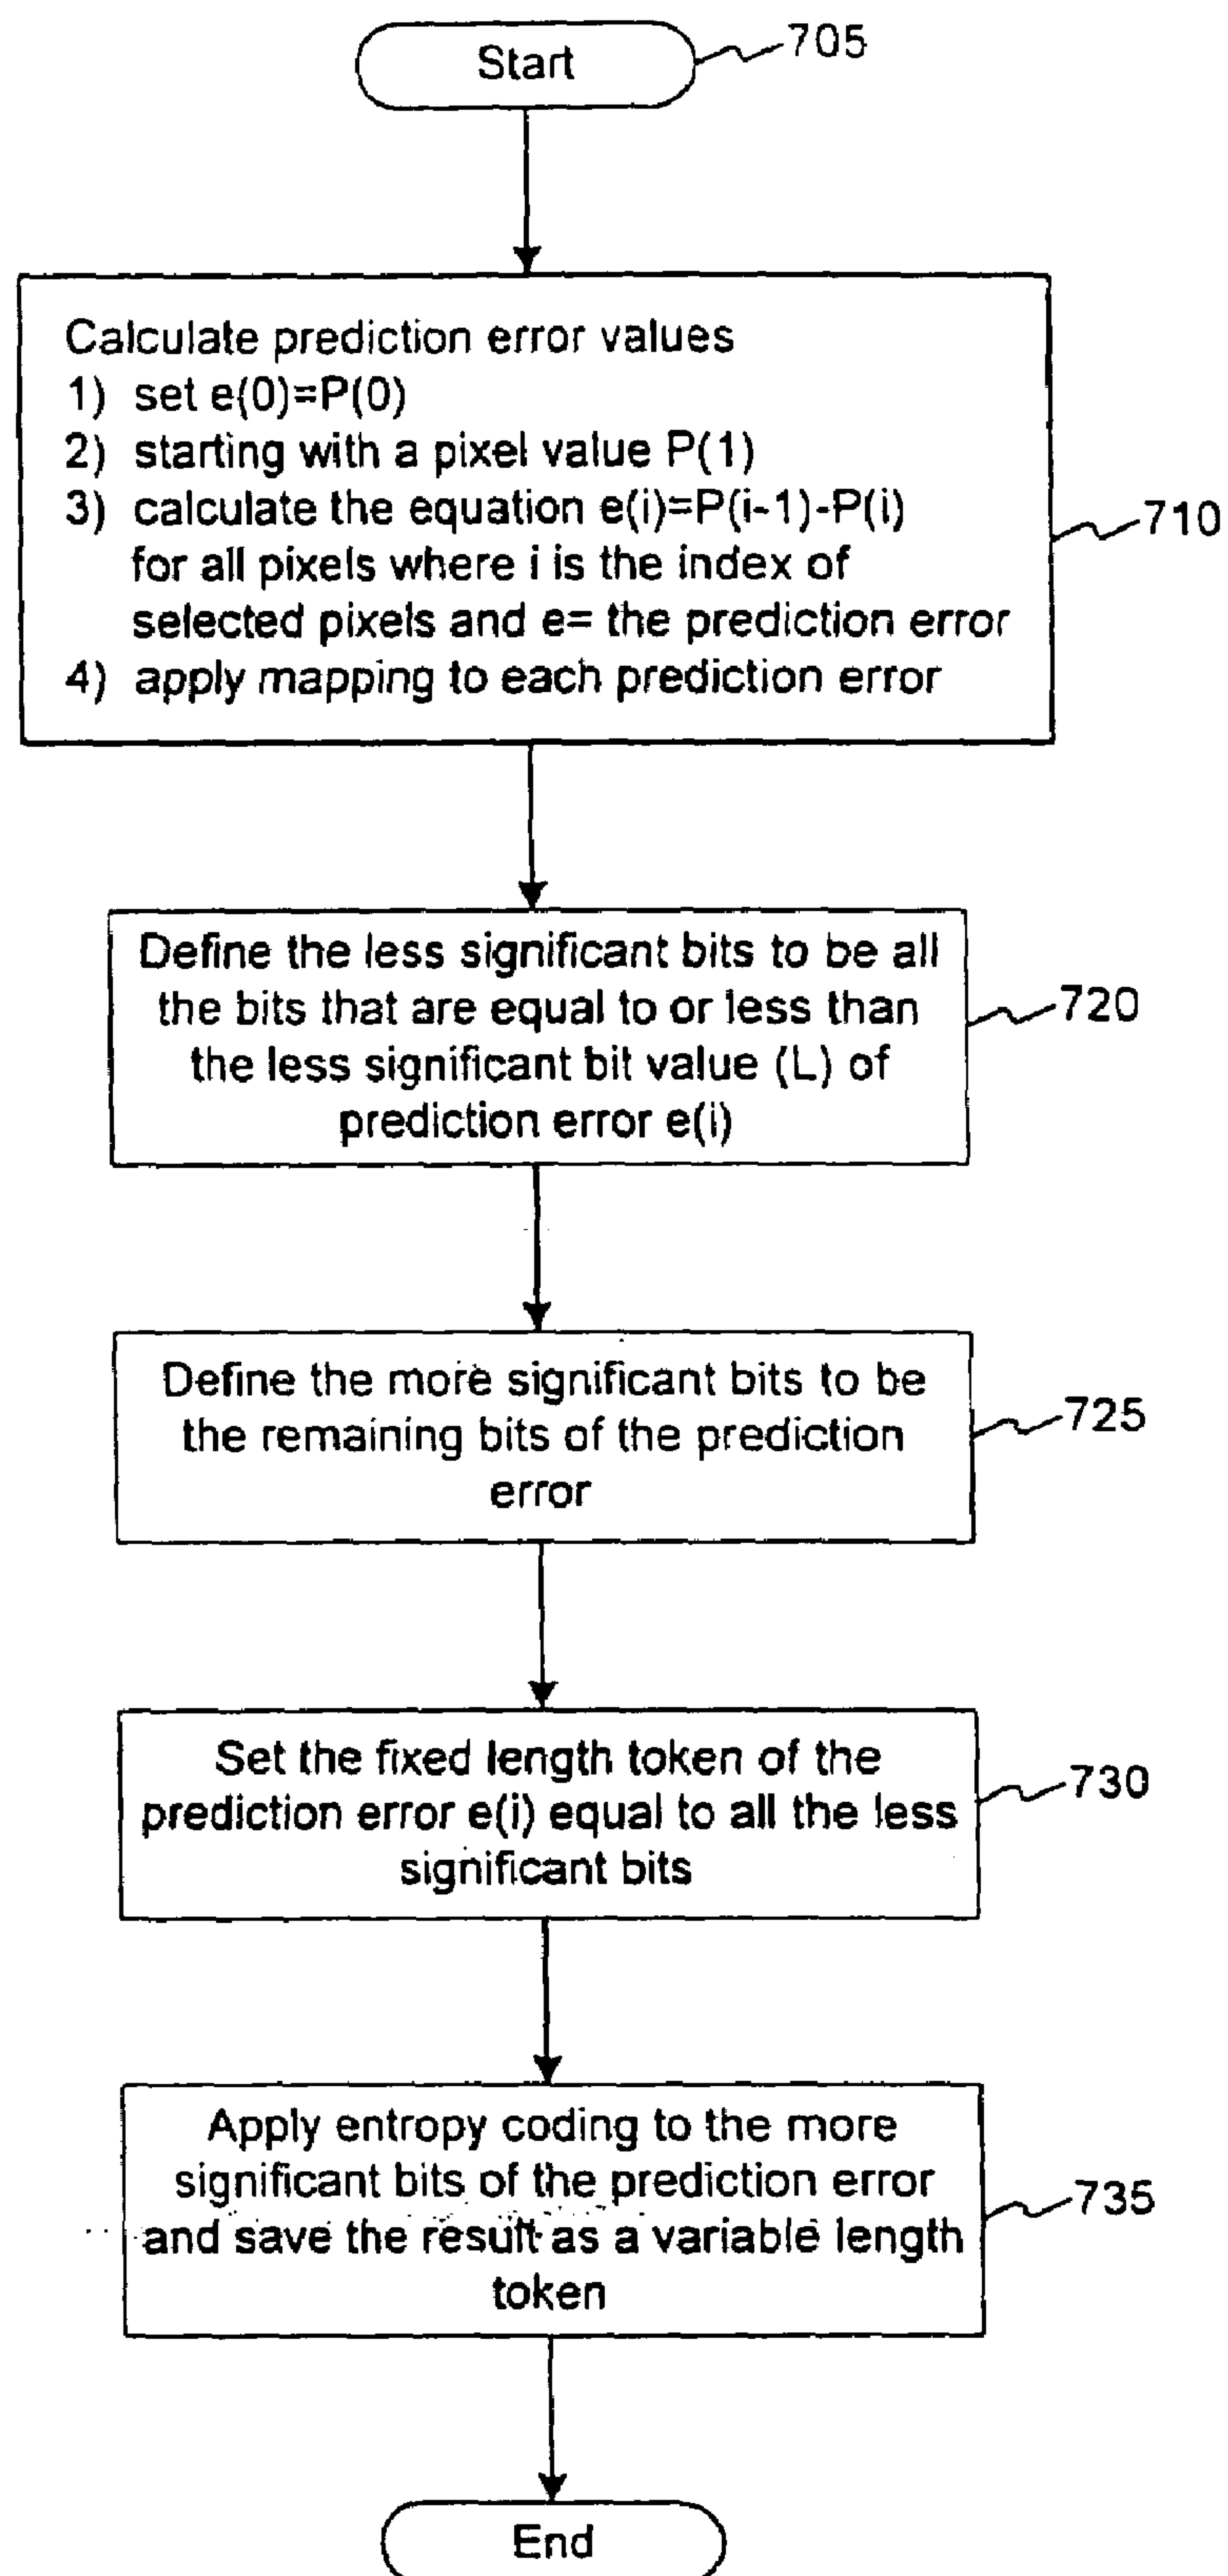 Start
705
Calculate prediction error values
1) set e(0)=P(0)
2) starting with a pixel value P(1)
3) calculate the equation e(i)=P(i-1)-P(i)
for all pixels where i is the index of
selected pixels and e= the prediction error
4) apply mapping to each prediction error
710
Define the less significant bits to be all
the bits that are equal to or less than
the less significant bit value (L) of
prediction error e(i)
720
Define the more significant bits to be
the remaining bits of the prediction
error
725
Set the fixed length token of the
prediction error e(i) equal to all the less
significant bits
730
Apply entropy coding to the more
significant bits of the prediction error
and save the result as a variable length
token
735
End